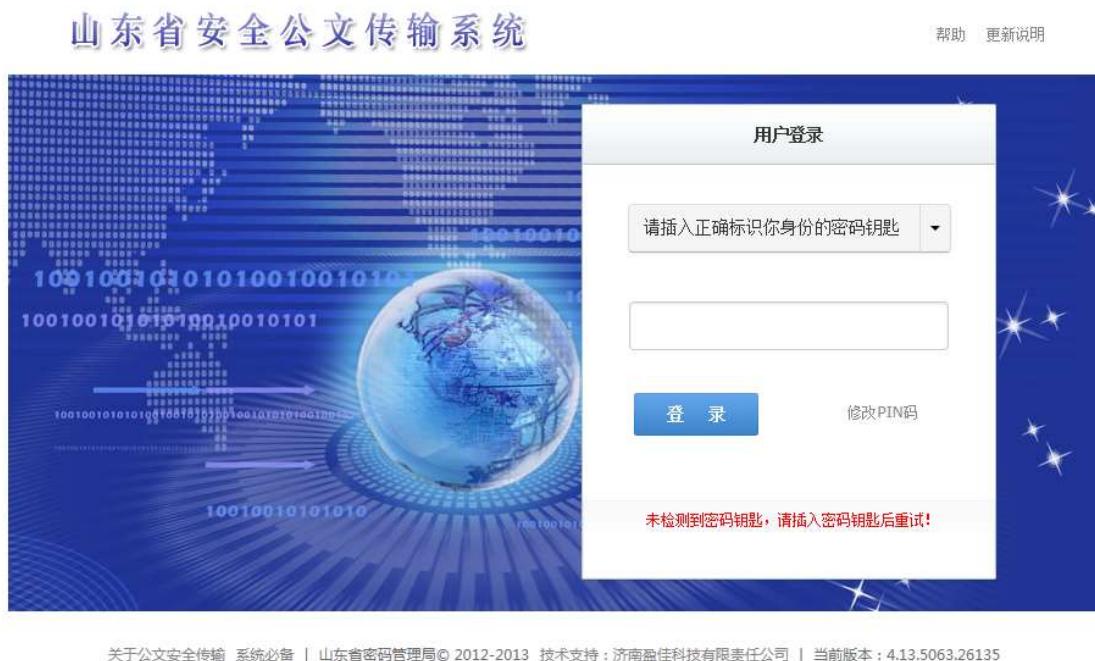 山东省安全公文传输系统
帮助 更新说明
用户登录
请插入正确标识你身份的密码钥匙
10010010
10010010101010010010101
10010010101010010010101
登 录 修改PIN码
10010010101010
未检测到密码钥匙，请插入密码钥匙后重试!
关于公文安全传输 系统必备 | 山东省密码管理局© 2012-2013 技术支持：济南盈佳科技有限责任公司 | 当前版本：4.13.5063.26135